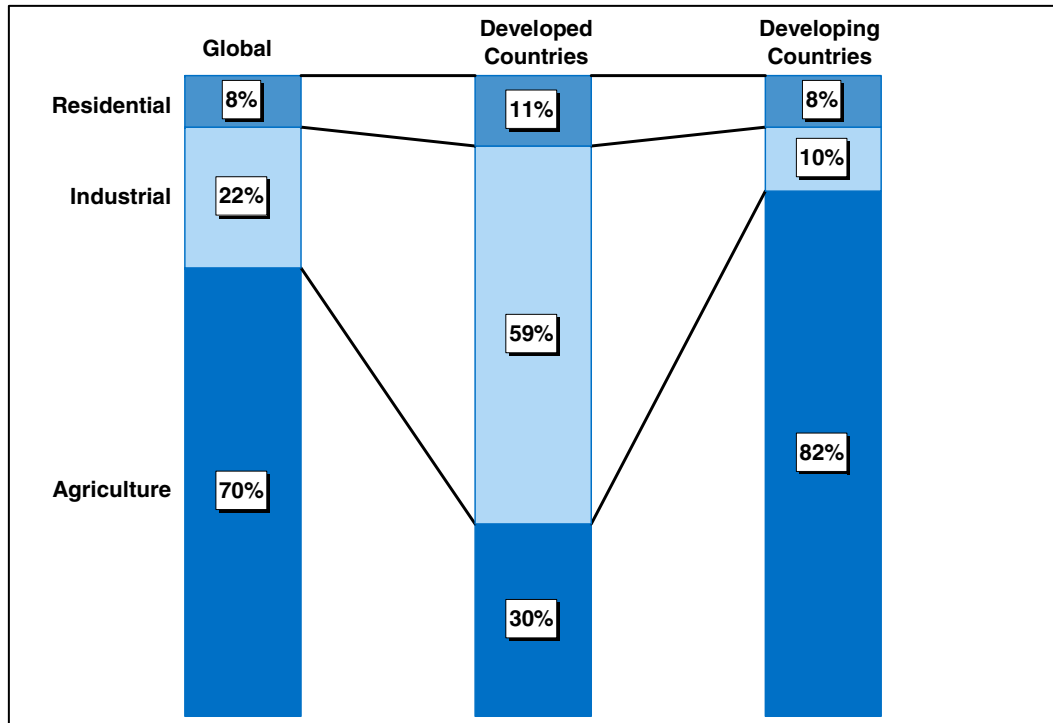 Global
Developed
Countries
Developing
Countries
Residential
8%
11%
8%
Industrial
22%
59%
10%
Agriculture
70%
30%
82%